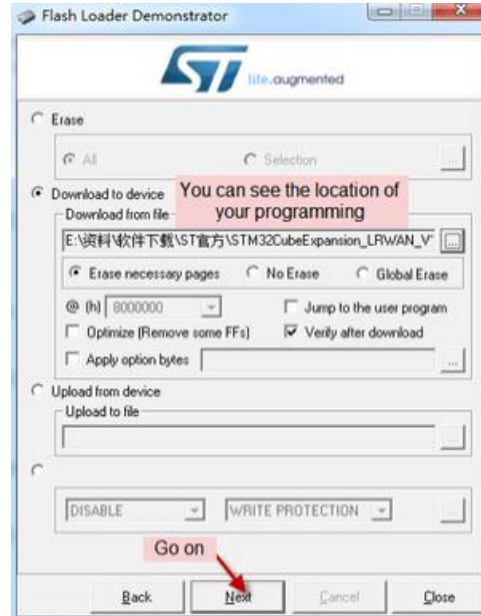 Flash Loader Demonstrator
ST
life.augmented
Erase
All
Selection
...
Download to device
You can see the location of
your programming
Download from file
E:\资料\软件下载\ST官方\STM32CubeExpansion_LRWAN_V
...
Erase necessary pages
No Erase
Global Erase
@ (h)
8000000
Jump to the user program
Optimize (Remove some FFs)
Verify after download
Apply option bytes
...
Upload from device
Upload to file
...
DISABLE
WRITE PROTECTION
...
Go on
Back
Next
Cancel
Close